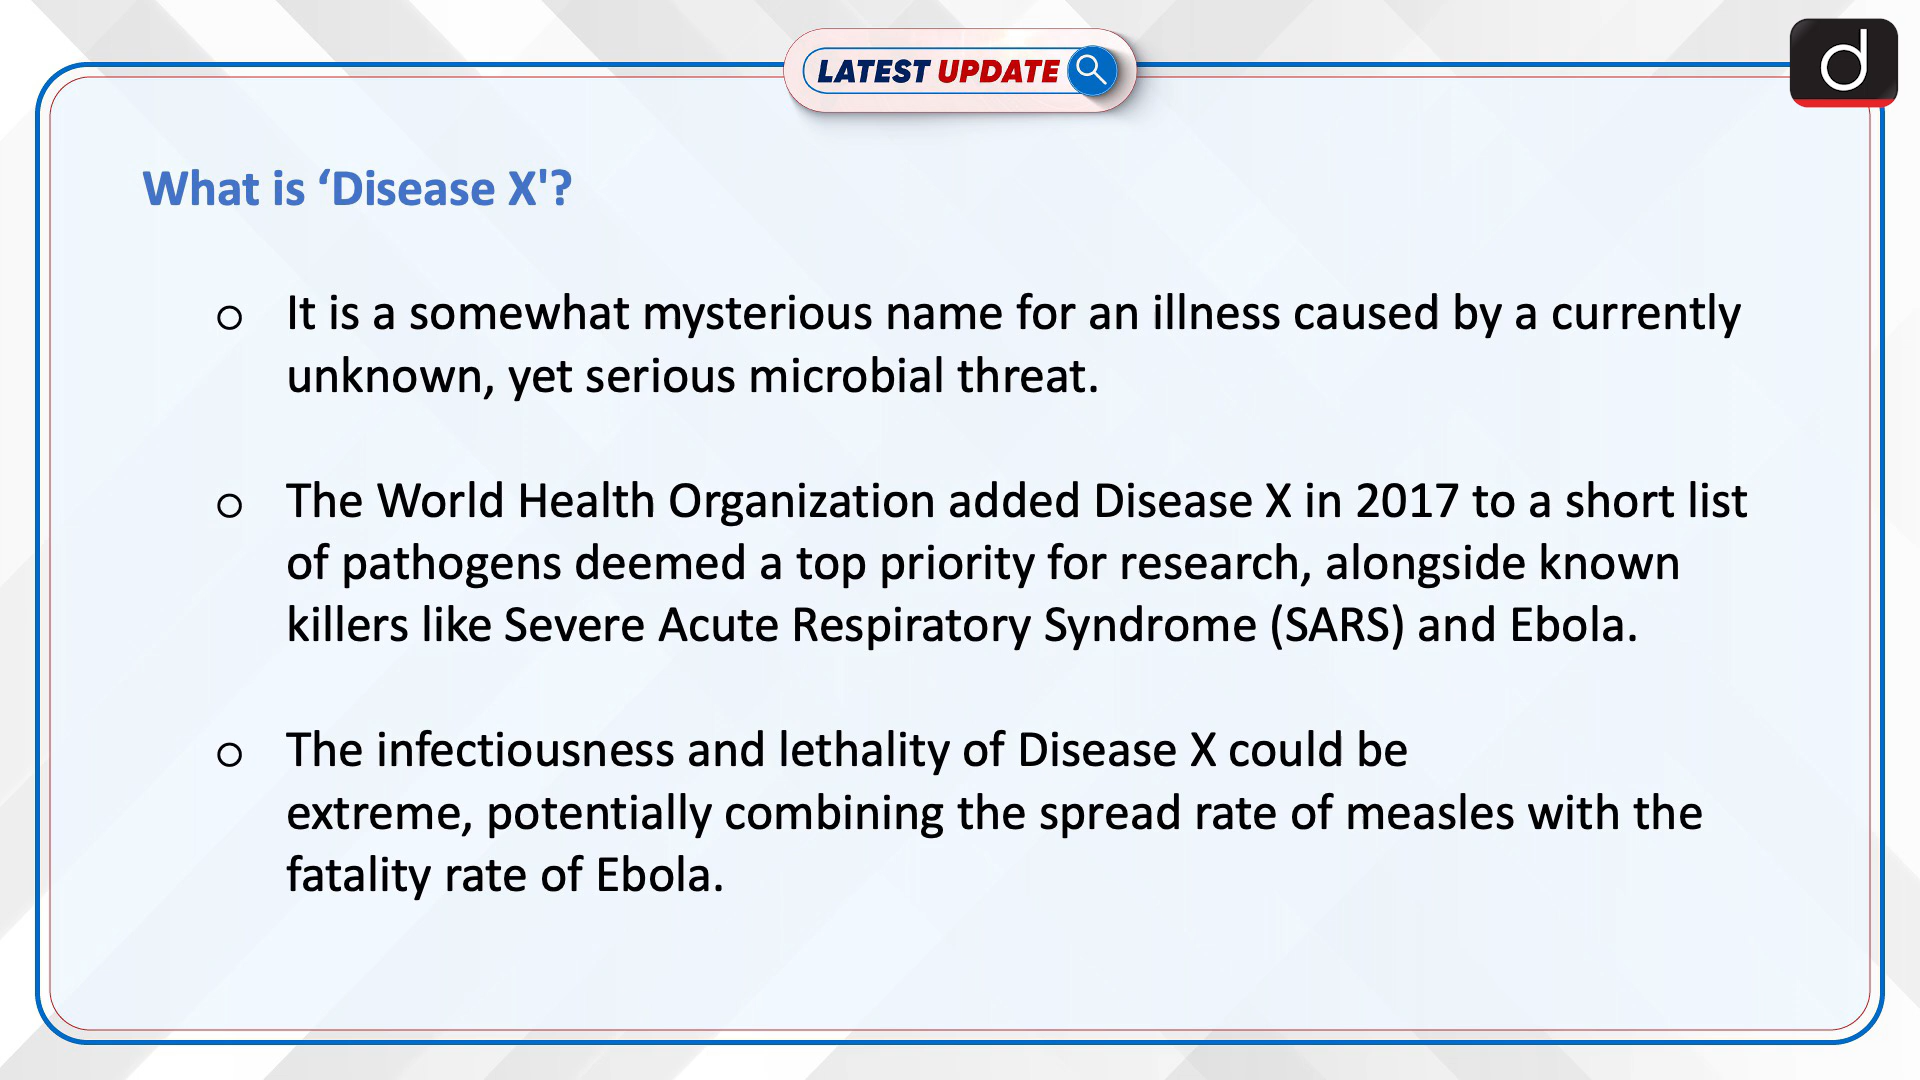 LATEST UPDATE
d
What is ‘Disease X'?
o It is a somewhat mysterious name for an illness caused by a currently
unknown, yet serious microbial threat.
o The World Health Organization added Disease X in 2017 to a short list
of pathogens deemed a top priority for research, alongside known
killers like Severe Acute Respiratory Syndrome (SARS) and Ebola.
o The infectiousness and lethality of Disease X could be
extreme, potentially combining the spread rate of measles with the
fatality rate of Ebola.